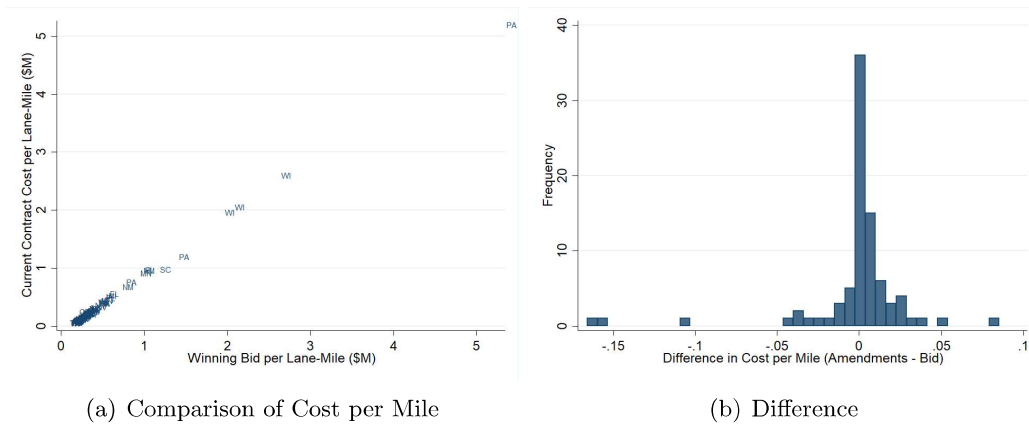 Current Contract Cost per Lane-Mile ($M)
5
4
3
2
1
0
PA
WI
WI
WI
PA
SC
MN
PA
NM
FL
0 1 2 3 4 5
Winning Bid per Lane-Mile ($M)
(a) Comparison of Cost per Mile
Frequency
40
30
20
10
0
-.15 -.1 -.05 0 .05 .1
Difference in Cost per Mile (Amendments - Bid)
(b) Difference